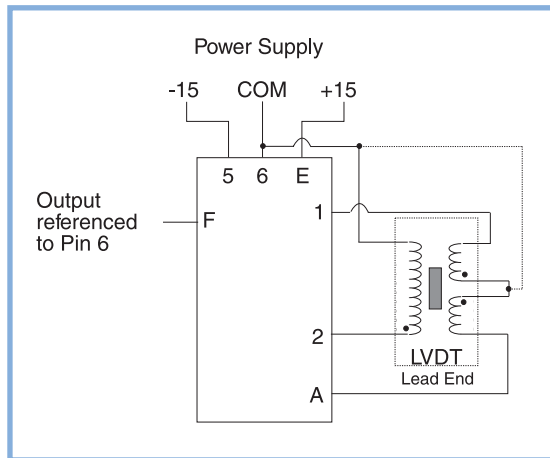 Power Supply
-15 COM +15
5 6 E
Output
referenced
to Pin 6
F
1
2
LVDT
Lead End
A